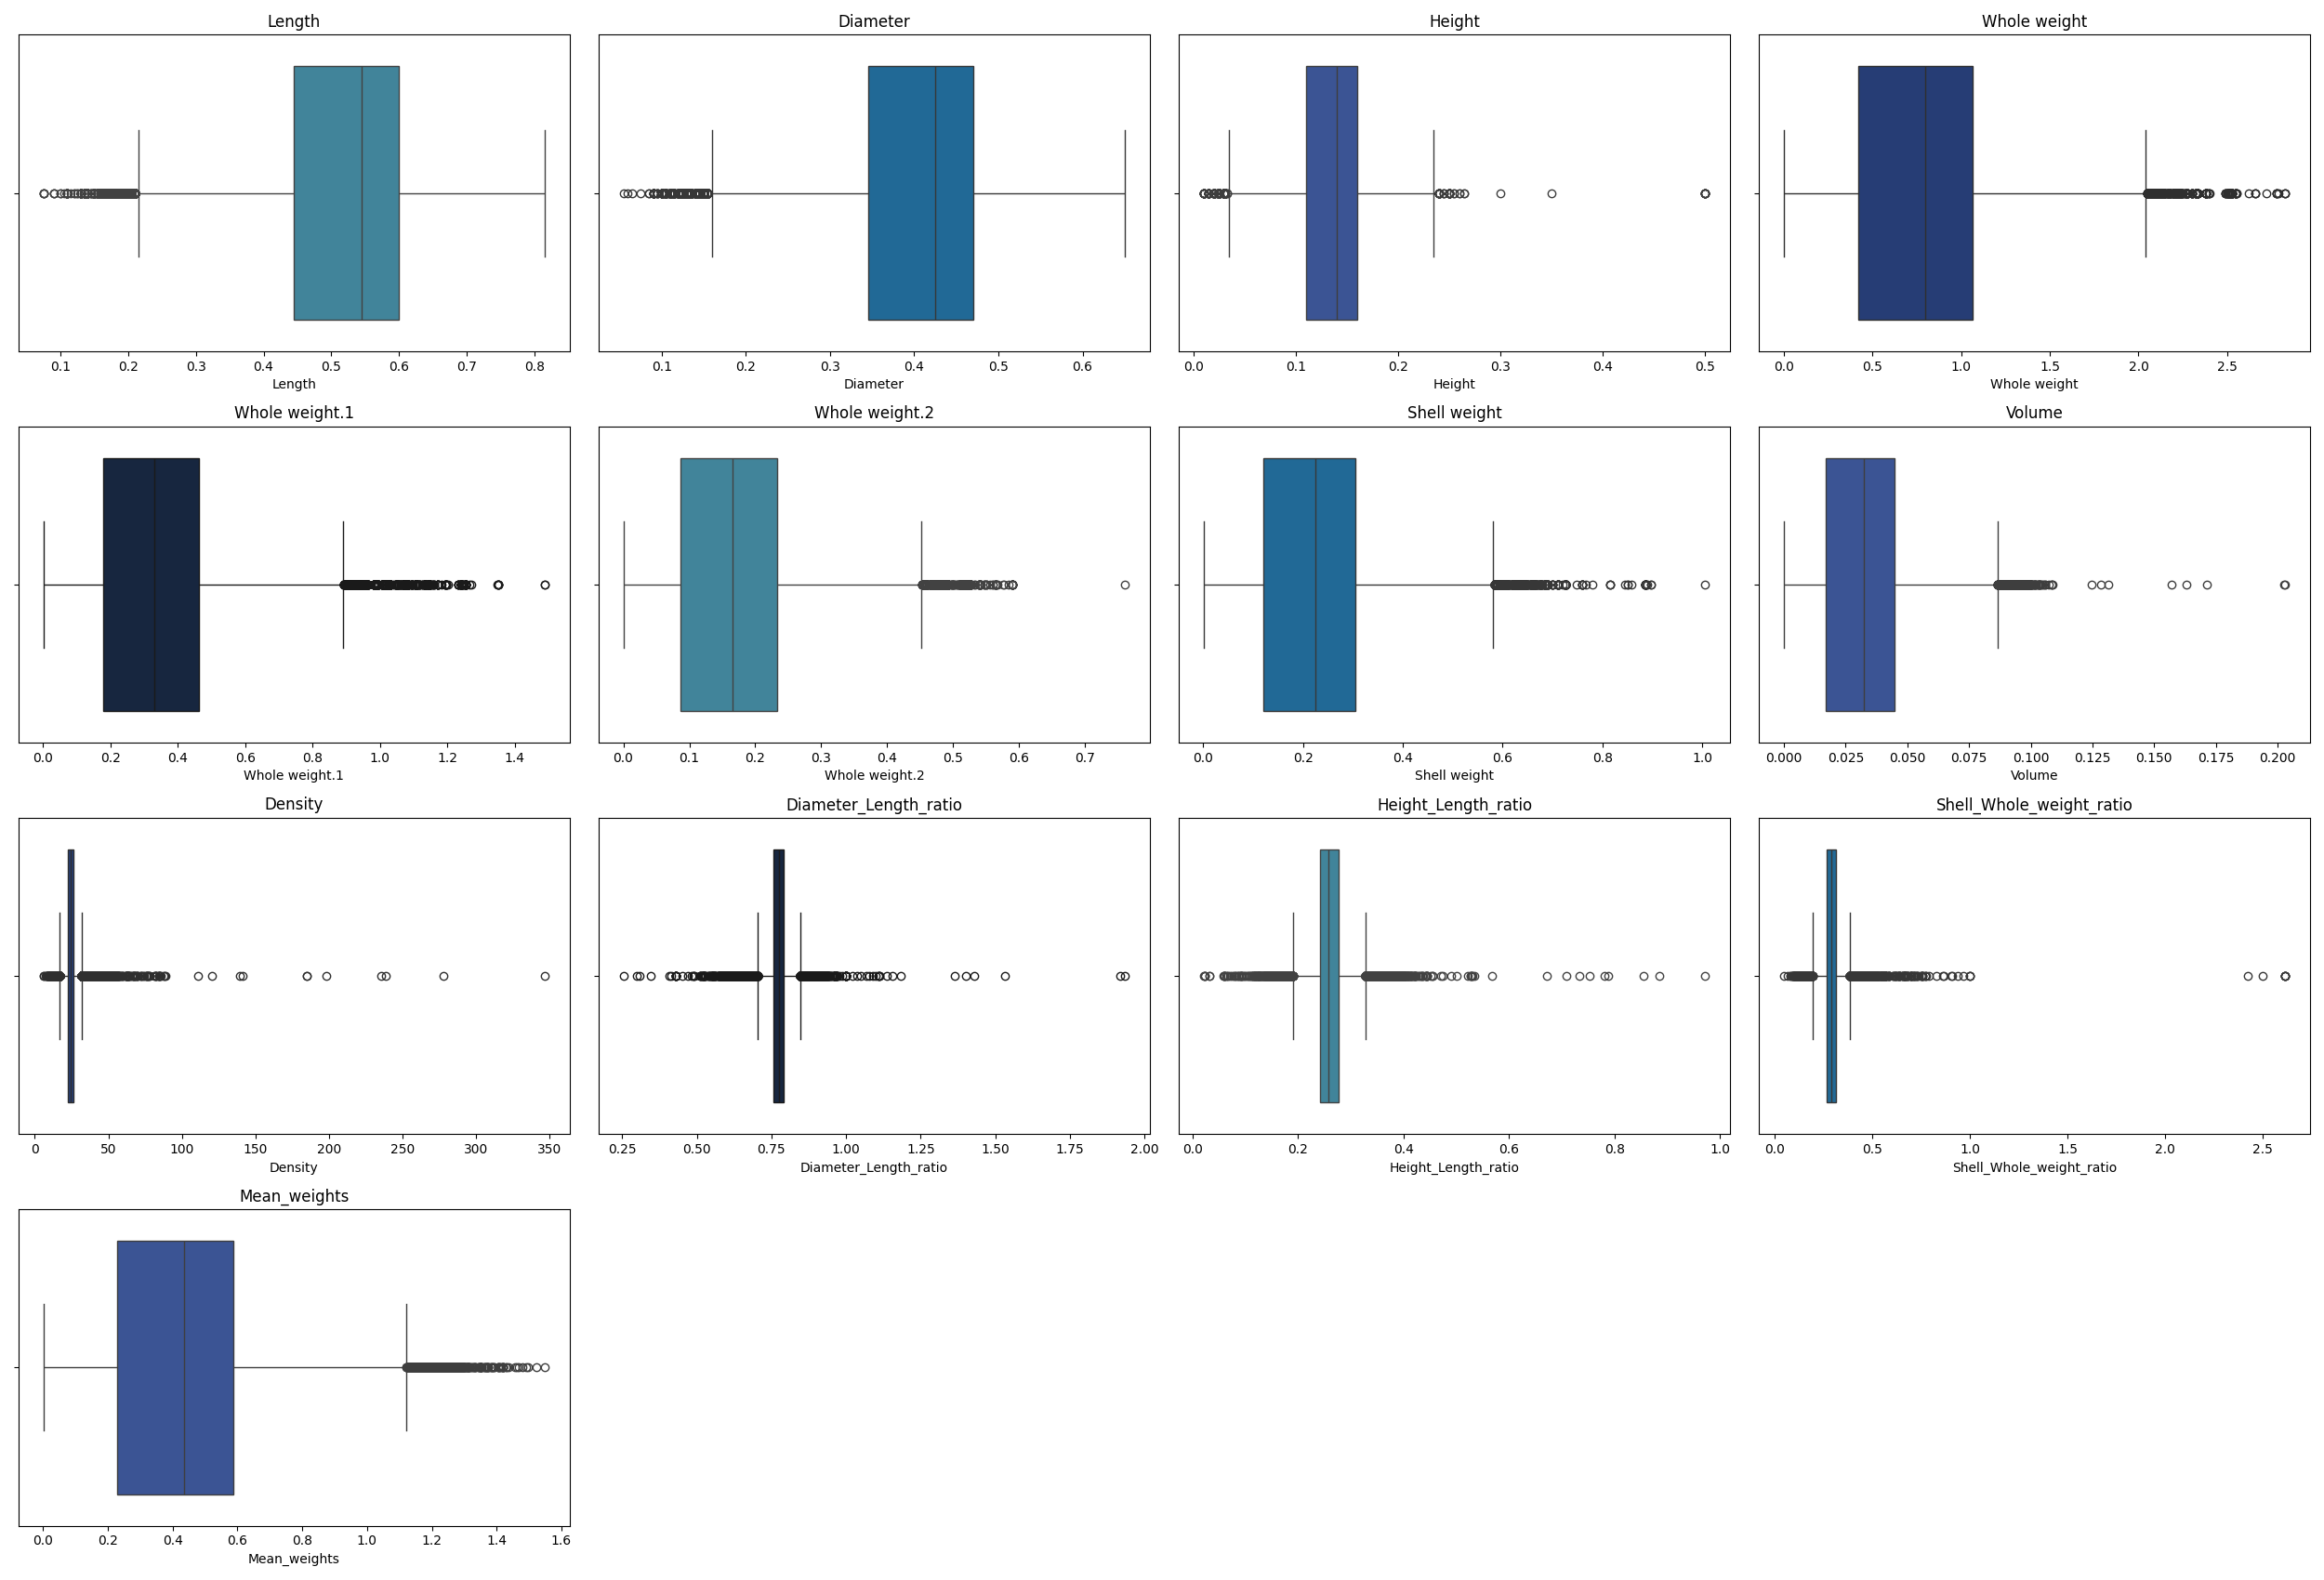 Length
Diameter
Height
Whole weight
0.1 0.2 0.3 0.4 0.5 0.6 0.7 0.8
0.1 0.2 0.3 0.4 0.5 0.6
0.0 0.1 0.2 0.3 0.4 0.5
0.0 0.5 1.0 1.5 2.0 2.5
Length
Diameter
Height
Whole weight
Whole weight.1
Whole weight.2
Shell weight
Volume
0.0 0.2 0.4 0.6 0.8 1.0 1.2 1.4
0.0 0.1 0.2 0.3 0.4 0.5 0.6 0.7
0.0 0.2 0.4 0.6 0.8 1.0
0.000 0.025 0.050 0.075 0.100 0.125 0.150 0.175 0.200
Whole weight.1
Whole weight.2
Shell weight
Volume
Density
Diameter_Length_ratio
Height_Length_ratio
Shell_Whole_weight_ratio
0 50 100 150 200 250 300 350
0.25 0.50 0.75 1.00 1.25 1.50 1.75 2.00
0.0 0.2 0.4 0.6 0.8 1.0
0.0 0.5 1.0 1.5 2.0 2.5
Density
Diameter_Length_ratio
Height_Length_ratio
Shell_Whole_weight_ratio
Mean_weights
0.0 0.2 0.4 0.6 0.8 1.0 1.2 1.4 1.6
Mean_weights